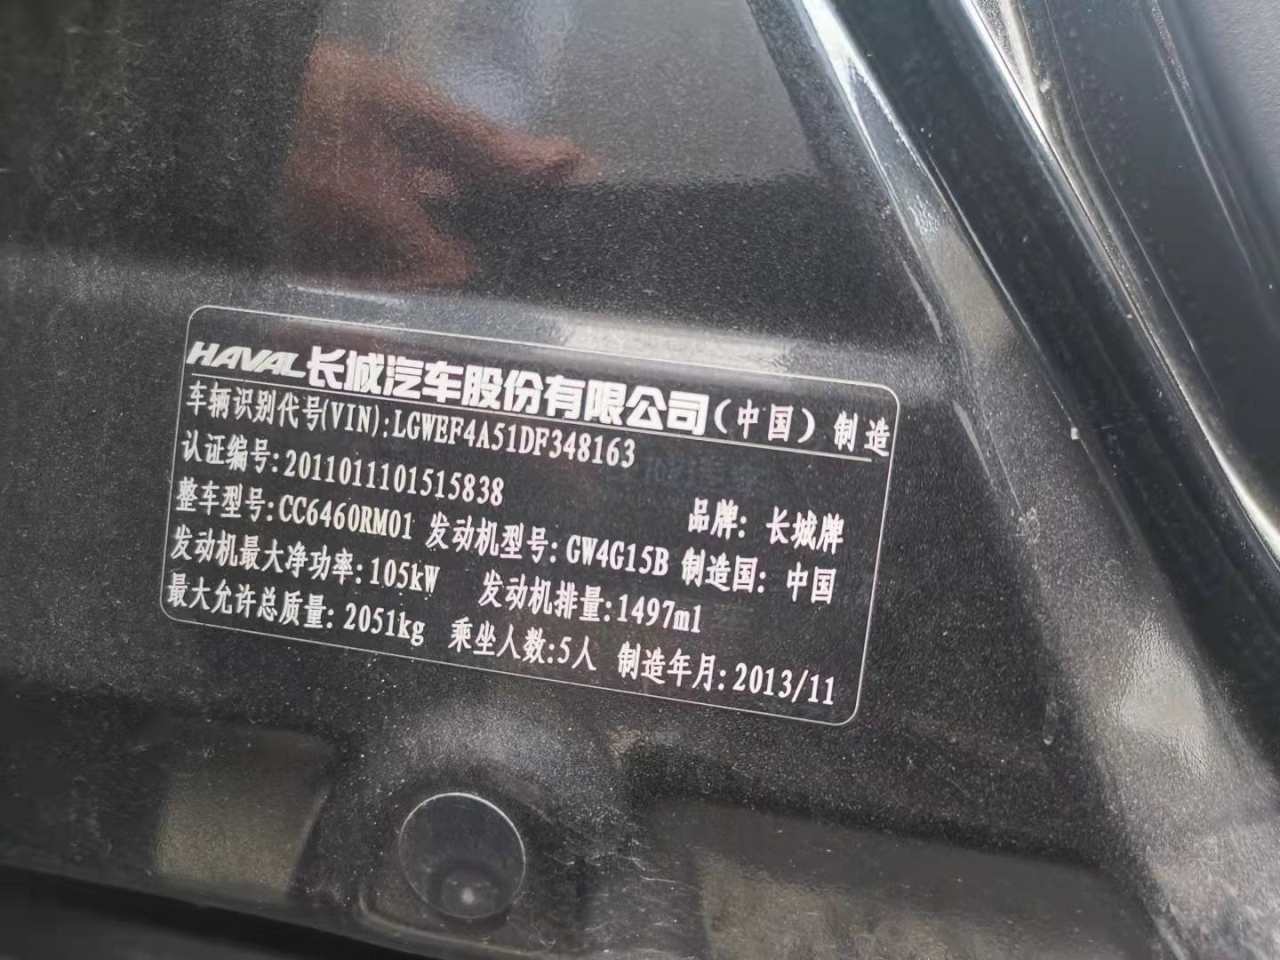 HAVAL长城汽车股份有限公司(中国)制造
车辆识别代号(VIN):LGWEF4A51DF348163
认证编号:2011011101515838 品牌:长城牌
整车型号:CC6460RM01 发动机型号:GW4G15B 制造国:中国
发动机最大净功率:105kW 发动机排量:1497ml
最大允许总质量:2051kg 乘坐人数:5人 制造年月:2013/11